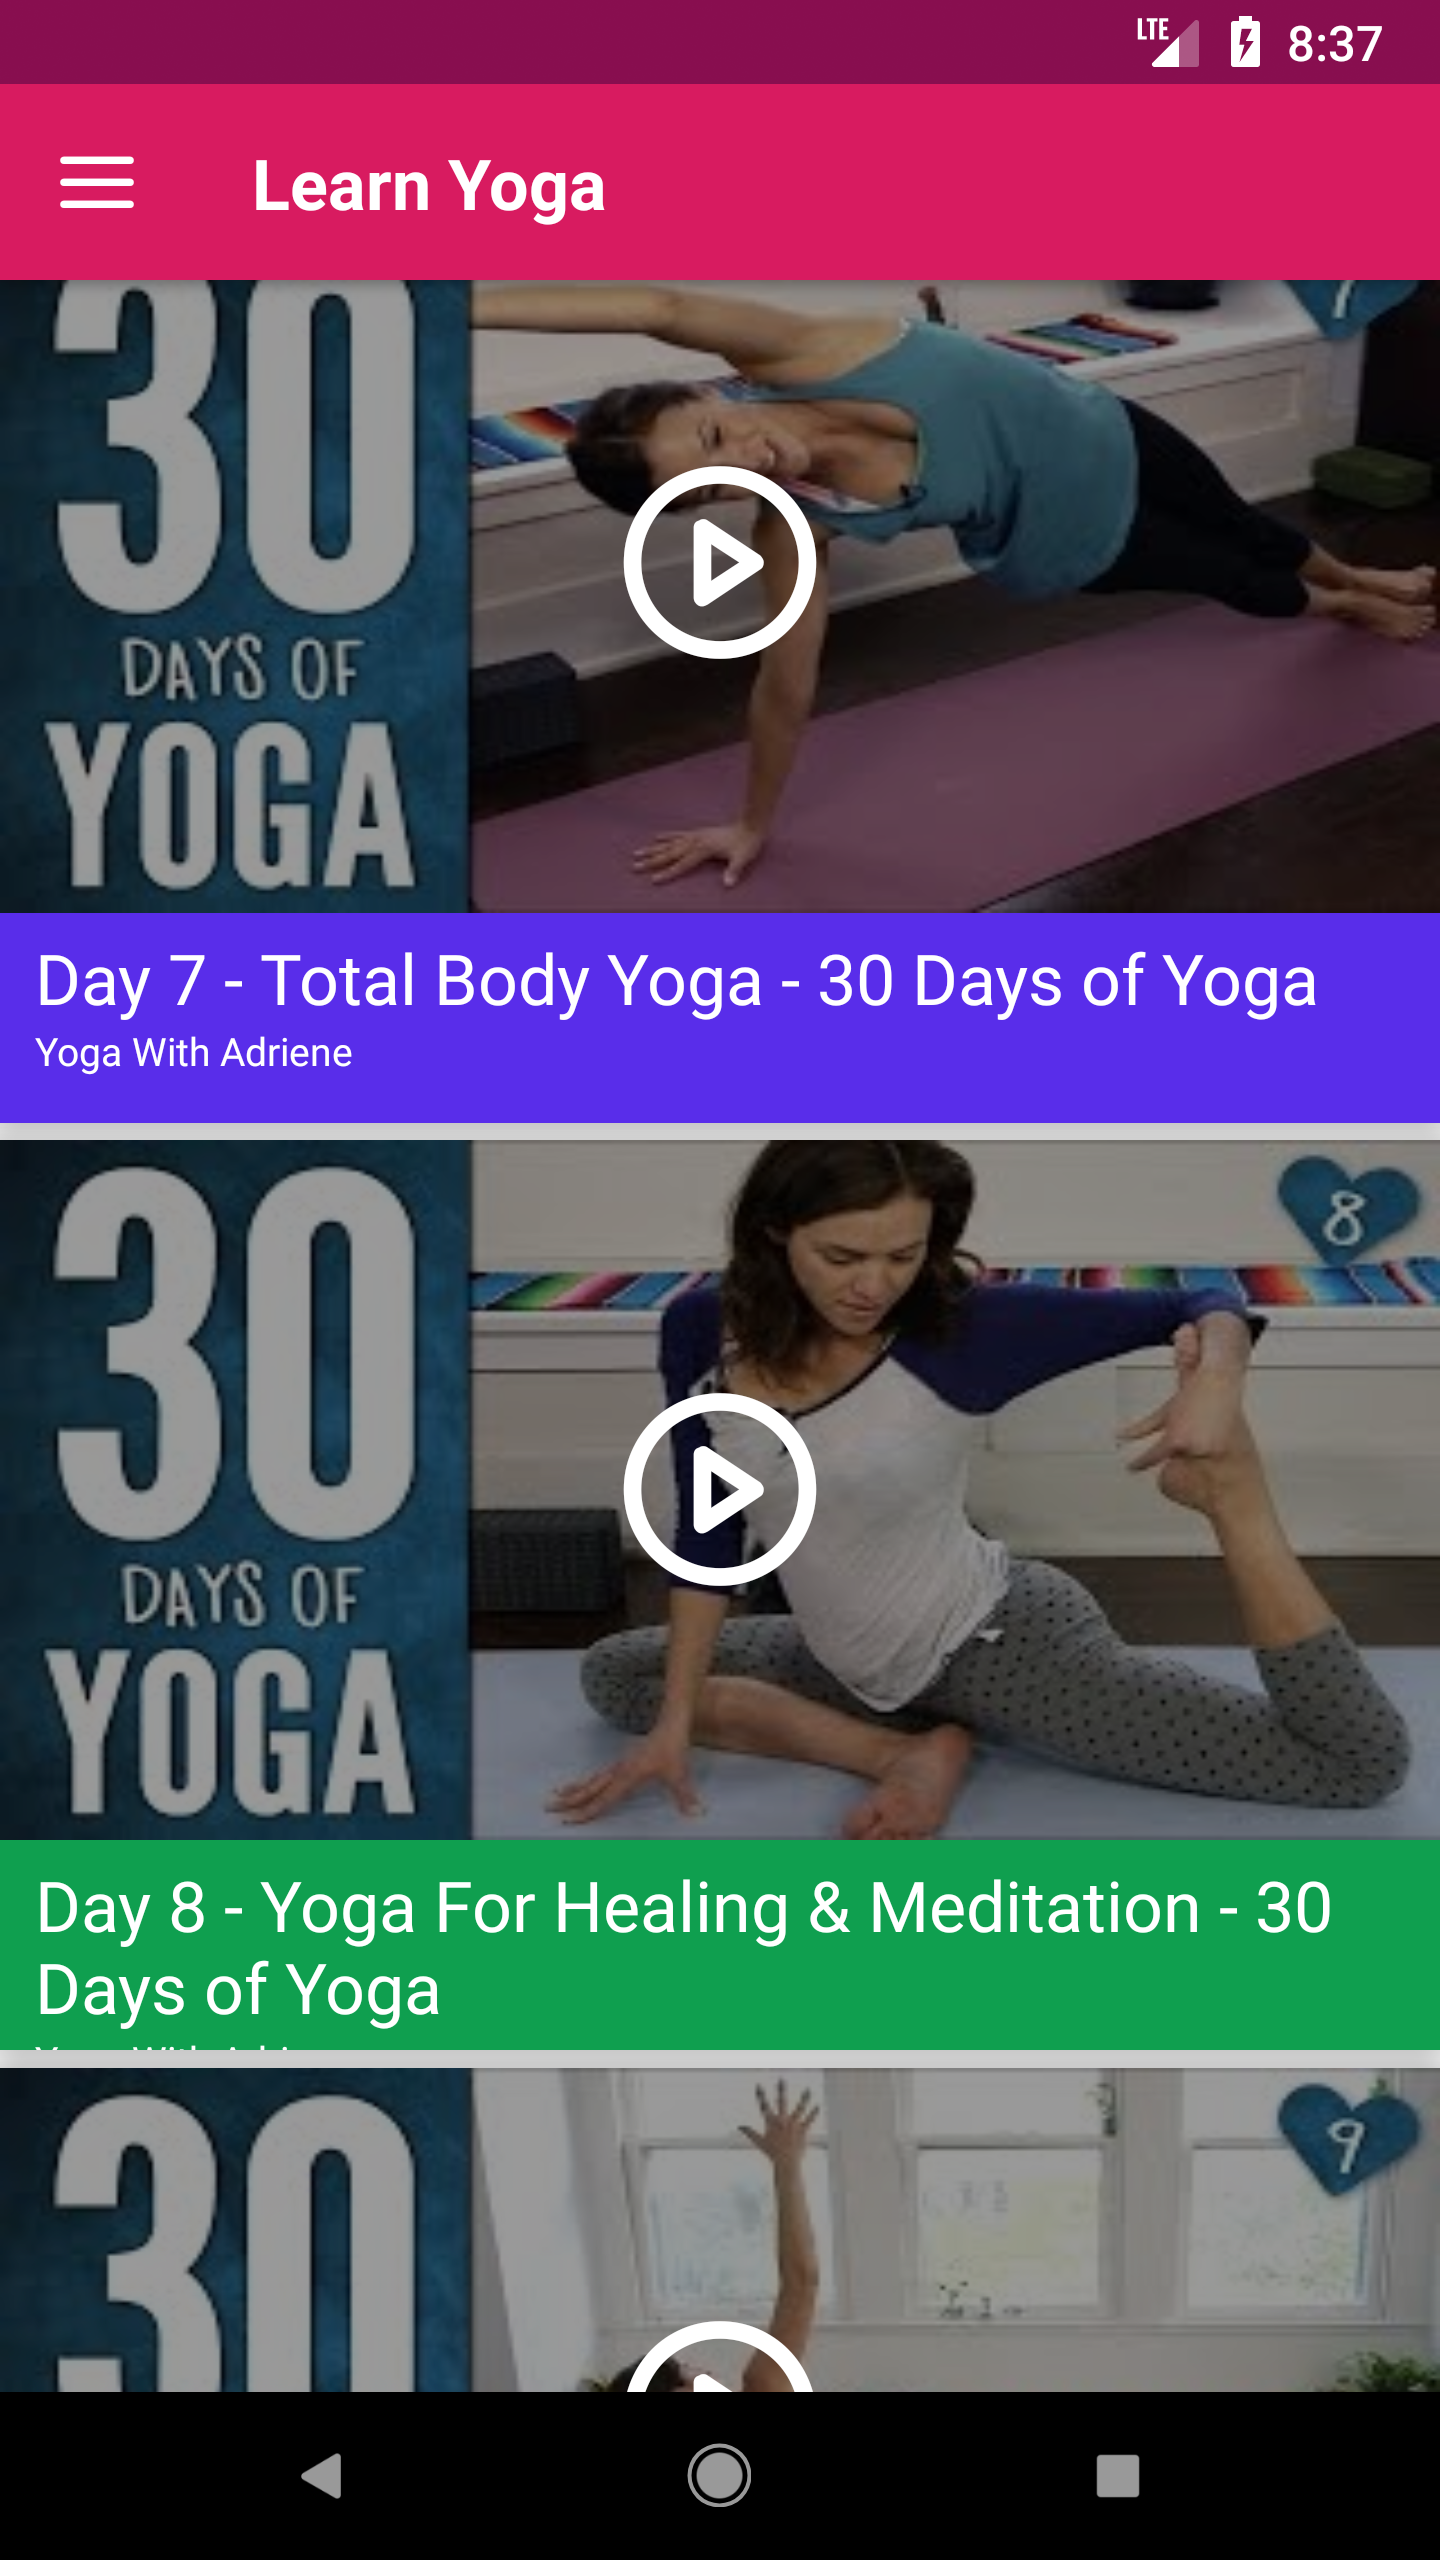 LTE 8:37
Learn Yoga
30
DAYS OF
YOGA
Day 7 - Total Body Yoga - 30 Days of Yoga
Yoga With Adriene
8
30
DAYS OF
YOGA
Day 8 - Yoga For Healing & Meditation - 30
Days of Yoga
9
30